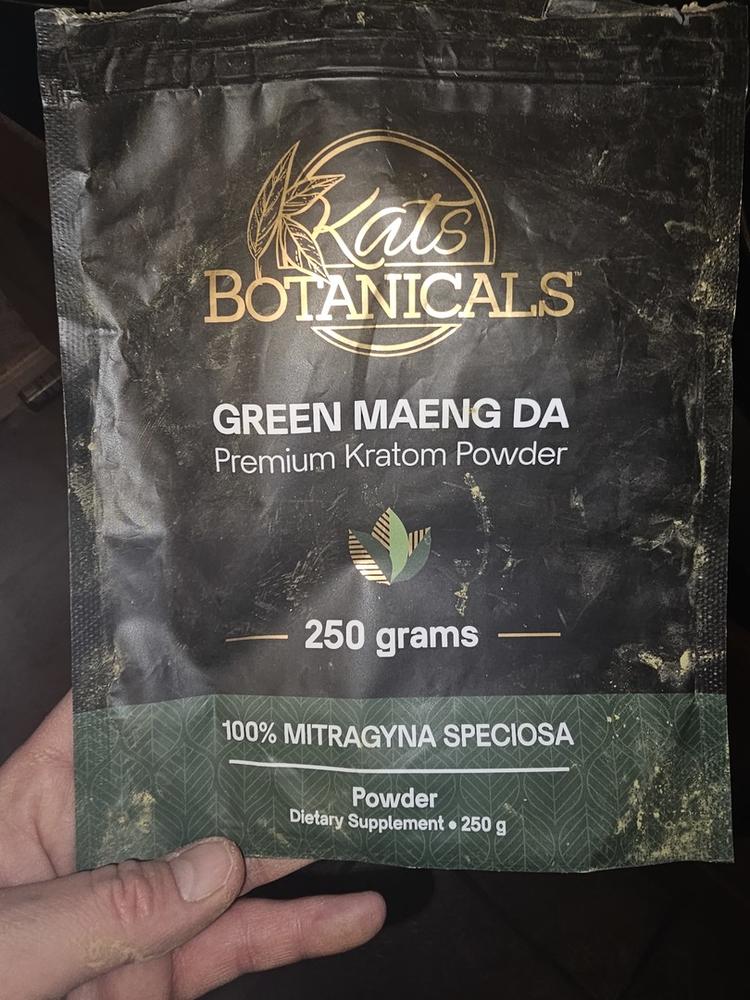 Kats
BOTANICALS™
GREEN MAENG DA
Premium Kratom Powder
250 grams
100% MITRAGYNA SPECIOSA
Powder
Dietary Supplement • 250 g